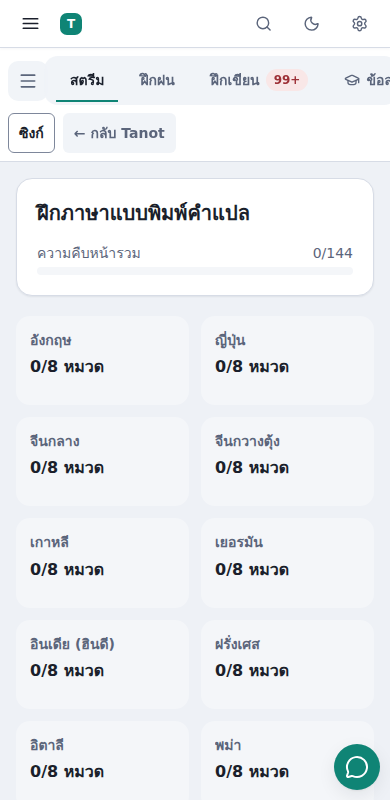 T
สตรีม ฝึกฝน ฝึกเขียน 99+
ซิงก์ ← กลับ Tanot
ฝึกภาษาแบบพิมพ์คำแปล
ความคืบหน้ารวม 0/144
อังกฤษ ญี่ปุ่น
0/8 หมวด 0/8 หมวด
จีนกลาง จีนกวางตุ้ง
0/8 หมวด 0/8 หมวด
เกาหลี เยอรมัน
0/8 หมวด 0/8 หมวด
อินเดีย (ฮินดี) ฝรั่งเศส
0/8 หมวด 0/8 หมวด
อิตาลี พม่า
0/8 หมวด 0/8 หมวด